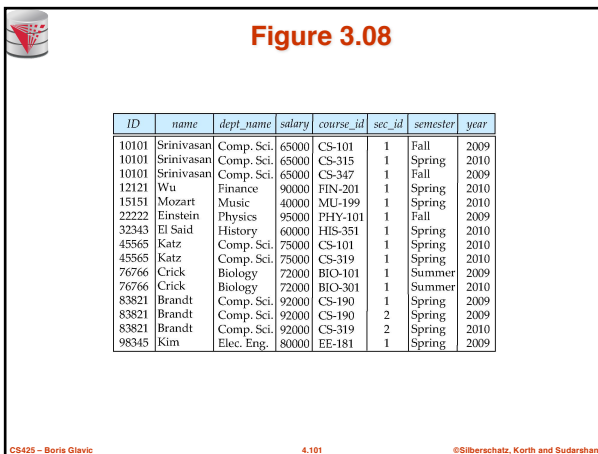 Figure 3.08
ID name dept_name salary course_id sec_id semester year
10101 Srinivasan Comp. Sci. 65000 CS-101 1 Fall 2009
10101 Srinivasan Comp. Sci. 65000 CS-315 1 Spring 2010
10101 Srinivasan Comp. Sci. 65000 CS-347 1 Fall 2009
12121 Wu Finance 90000 FIN-201 1 Spring 2010
15151 Mozart Music 40000 MU-199 1 Spring 2010
22222 Einstein Physics 95000 PHY-101 1 Fall 2009
32343 El Said History 60000 HIS-351 1 Spring 2010
45565 Katz Comp. Sci. 75000 CS-101 1 Spring 2010
45565 Katz Comp. Sci. 75000 CS-319 1 Spring 2010
76766 Crick Biology 72000 BIO-101 1 Summer 2009
76766 Crick Biology 72000 BIO-301 1 Summer 2010
83821 Brandt Comp. Sci. 92000 CS-190 1 Spring 2009
83821 Brandt Comp. Sci. 92000 CS-190 2 Spring 2009
83821 Brandt Comp. Sci. 92000 CS-319 2 Spring 2010
98345 Kim Elec. Eng. 80000 EE-181 1 Spring 2009
CS425 – Boris Glavic 4.101 ©Silberschatz, Korth and Sudarshan